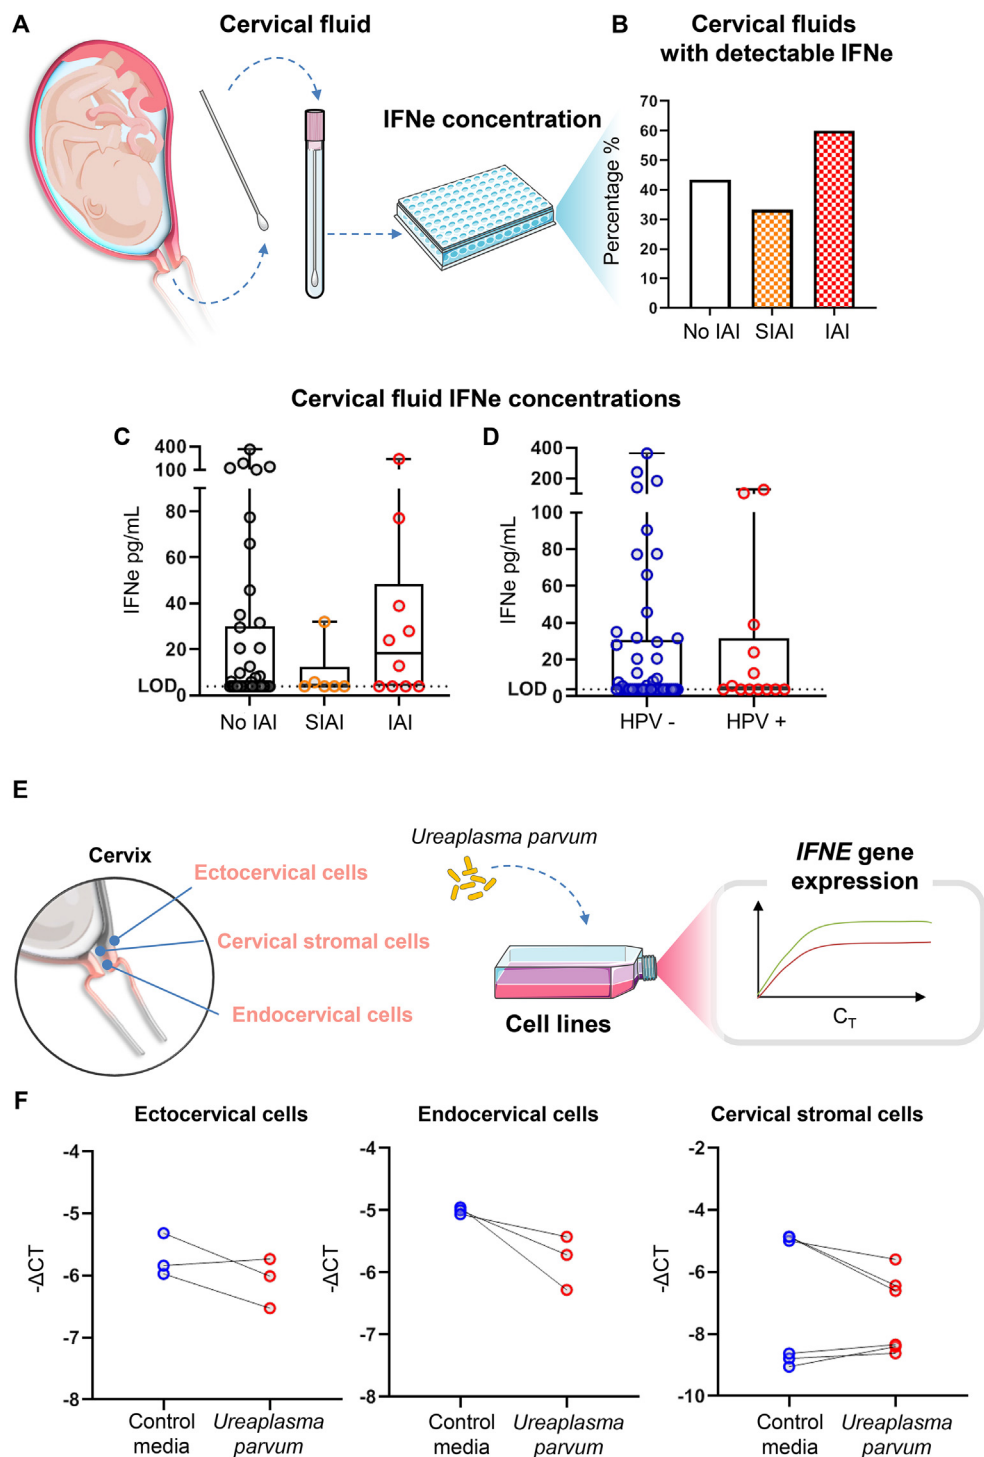 A
Cervical fluid
IFNe concentration
B
Cervical fluids
with detectable IFNe
Percentage %
70
60
50
40
30
20
10
0
No IAI SIAI IAI
Cervical fluid IFNe concentrations
C
IFNe pg/mL
400
100
80
60
40
20
LOD
0
No IAI SIAI IAI
D
IFNe pg/mL
400
200
100
80
60
40
20
LOD
0
HPV - HPV +
E
Cervix
Ectocervical cells
Cervical stromal cells
Endocervical cells
Ureaplasma parvum
Cell lines
IFNE gene
expression
CT
F
Ectocervical cells
-ΔCT
-4
-5
-6
-7
-8
Control
media
Ureaplasma
parvum
Endocervical cells
-ΔCT
-4
-5
-6
-7
-8
Control
media
Ureaplasma
parvum
Cervical stromal cells
-ΔCT
-2
-4
-6
-8
-10
Control
media
Ureaplasma
parvum